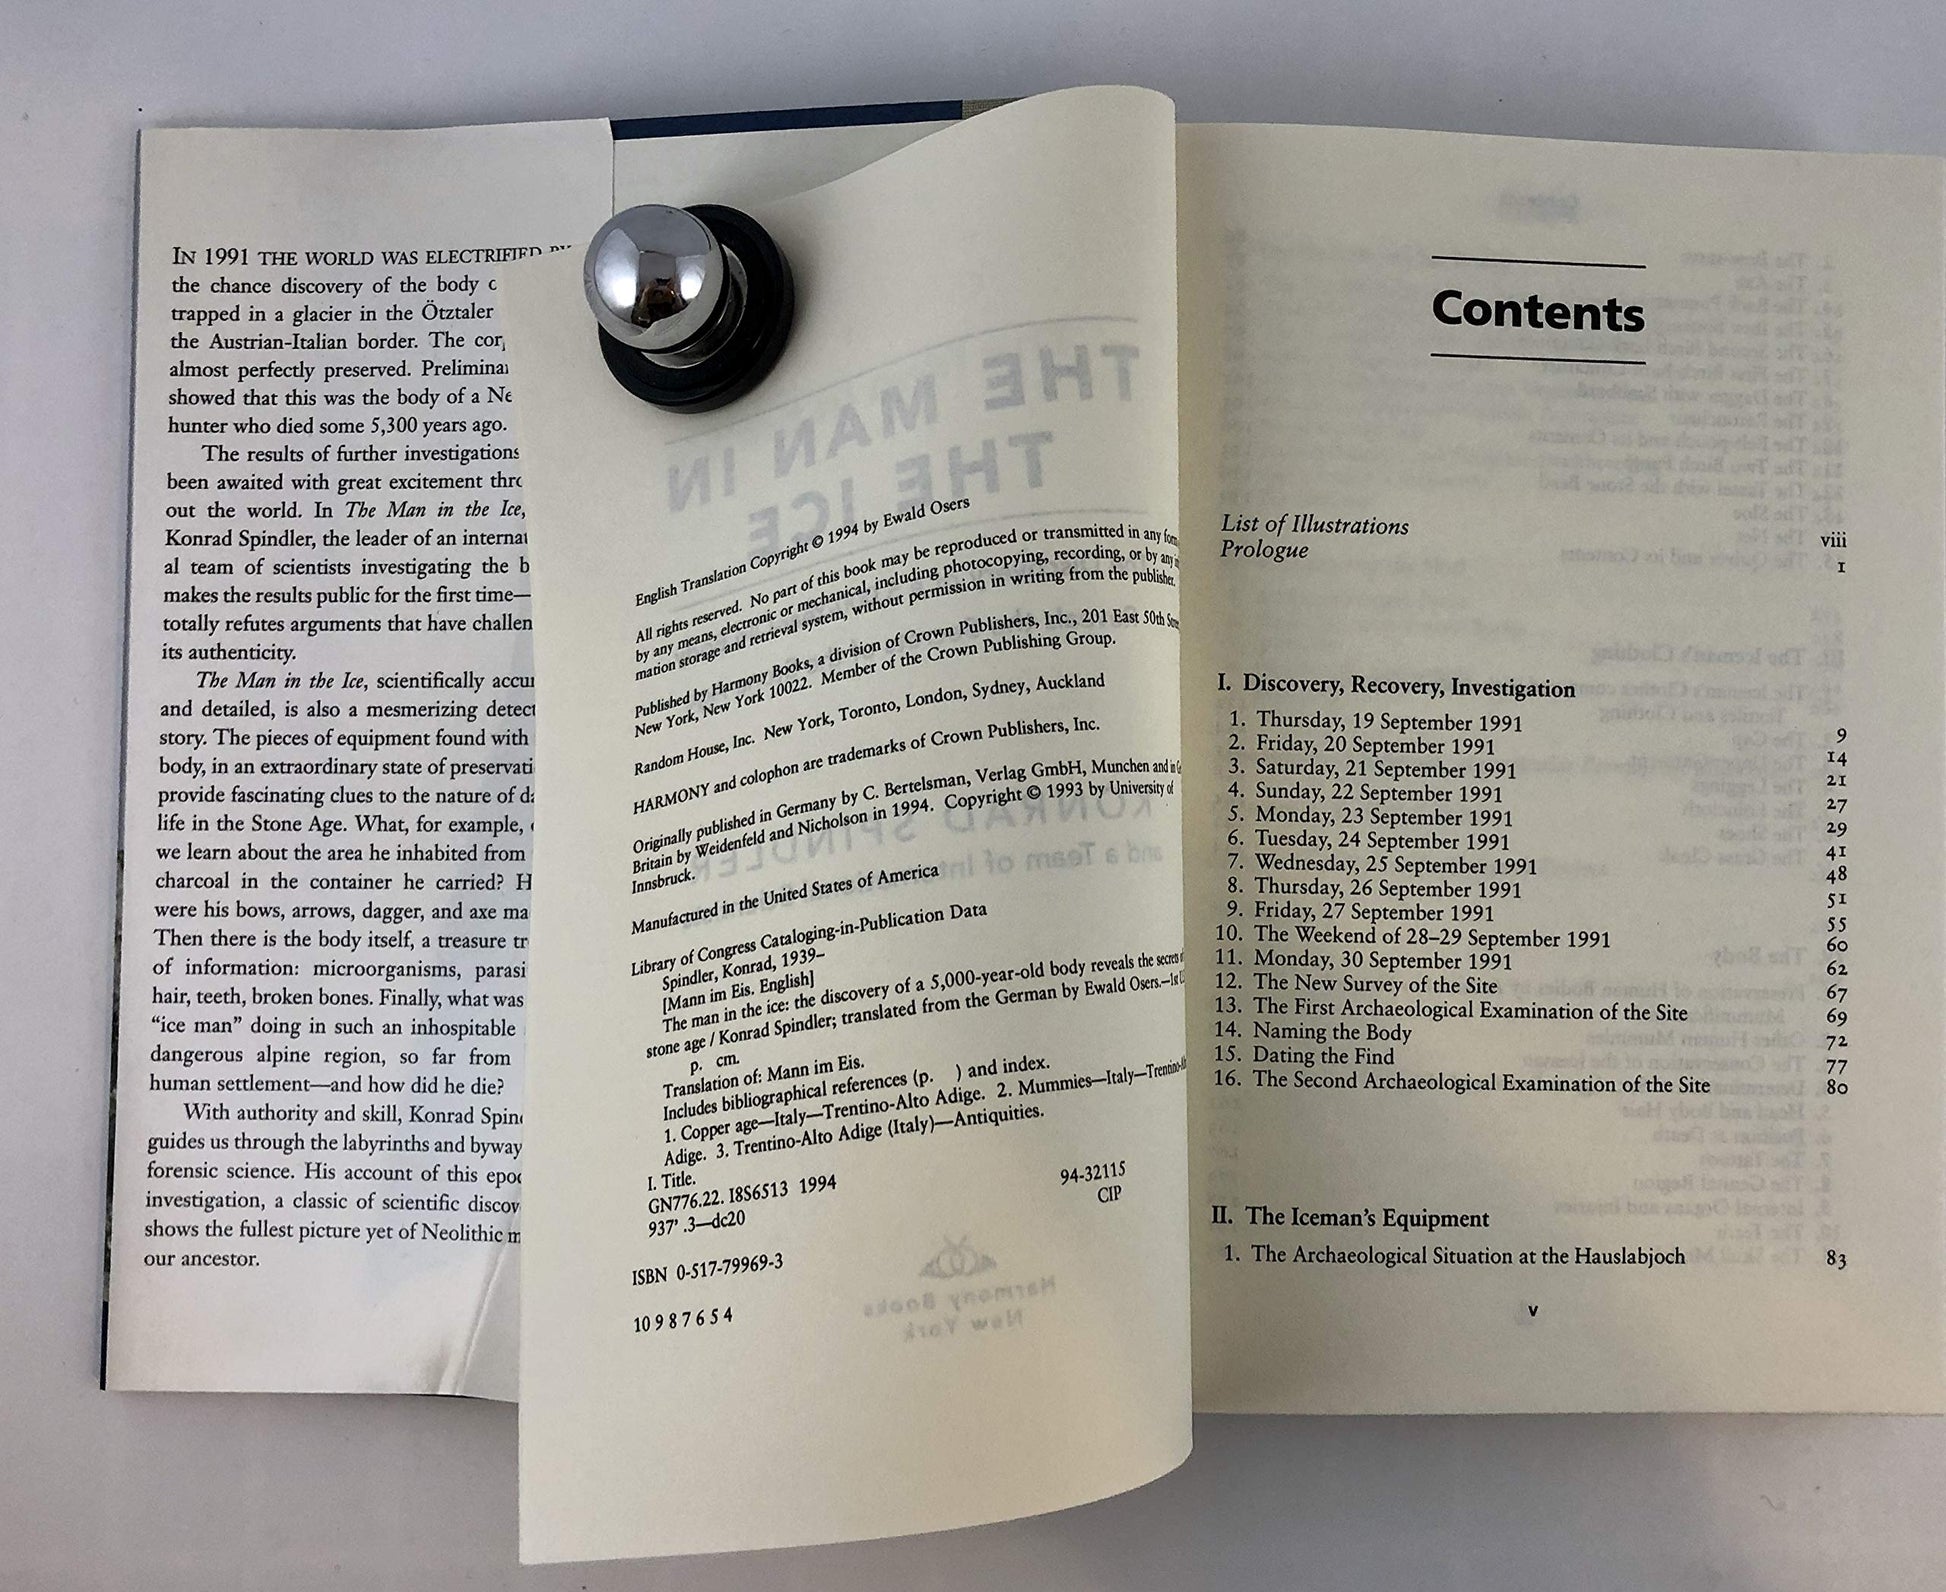 IN 1991 THE WORLD WAS ELECTRIFIED BY
the chance discovery of the body
trapped in a glacier in the Ötztaler
the Austrian-Italian border. The
almost perfectly preserved.
showed that this was the body of a
hunter who died some 5,300 years ago.
The results of further investigations
been awaited with great excitement
out the world. In The Man in the Ice,
Konrad Spindler, the leader of an
al team of scientists investigating the
makes the results public for the first time—
totally refutes arguments that have
its authenticity.
The Man in the Ice, scientifically
and detailed, is also a mesmerizing
story. The pieces of equipment found with
body, in an extraordinary state of
provide fascinating clues to the nature of
life in the Stone Age. What, for example,
we learn about the area he inhabited from
charcoal in the container he carried?
were his bows, arrows, dagger, and axe
Then there is the body itself, a treasure
of information: microorganisms,
hair, teeth, broken bones. Finally, what was
“ice man” doing in such an inhospitable
dangerous alpine region, so far from
human settlement—and how did he die?
With authority and skill, Konrad
guides us through the labyrinths and
forensic science. His account of this
investigation, a classic of scientific
shows the fullest picture yet of Neolithic
our ancestor.
English Translation Copyright © 1994 by Ewald Osers
All rights reserved. No part of this book may be reproduced or transmitted in any
by any means, electronic or mechanical, including photocopying, recording, or by any
mation storage and retrieval system, without permission in writing from the publisher.
Published by Harmony Books, a division of Crown Publishers, Inc., 201 East 50th
New York, New York 10022. Member of the Crown Publishing Group.
Random House, Inc. New York, Toronto, London, Sydney, Auckland
HARMONY and colophon are trademarks of Crown Publishers, Inc.
Originally published in Germany by C. Bertelsman, Verlag GmbH, Munchen and in
Britain by Weidenfeld and Nicholson in 1994. Copyright © 1993 by University of
Innsbruck.
Manufactured in the United States of America
Library of Congress Cataloging-in-Publication Data
Spindler, Konrad, 1939–
[Mann im Eis. English]
The man in the ice: the discovery of a 5,000-year-old body reveals the secrets
stone age / Konrad Spindler; translated from the German by Ewald Osers.—1st
p. cm.
Translation of: Mann im Eis.
Includes bibliographical references (p. ) and index.
1. Copper age—Italy—Trentino-Alto Adige. 2. Mummies—Italy—
Adige. 3. Trentino-Alto Adige (Italy)—Antiquities.
I. Title.
GN776.22. I8S6513 1994 94-32115
937’ .3—dc20 CIP
ISBN 0-517-79969-3
10 9 8 7 6 5 4
Contents
List of Illustrations viii
Prologue 1
I. Discovery, Recovery, Investigation
1. Thursday, 19 September 1991 9
2. Friday, 20 September 1991 14
3. Saturday, 21 September 1991 21
4. Sunday, 22 September 1991 27
5. Monday, 23 September 1991 29
6. Tuesday, 24 September 1991 41
7. Wednesday, 25 September 1991 48
8. Thursday, 26 September 1991 51
9. Friday, 27 September 1991 55
10. The Weekend of 28–29 September 1991 60
11. Monday, 30 September 1991 62
12. The New Survey of the Site 67
13. The First Archaeological Examination of the Site 69
14. Naming the Body 72
15. Dating the Find 77
16. The Second Archaeological Examination of the Site 80
II. The Iceman’s Equipment
1. The Archaeological Situation at the Hauslabjoch 83
v